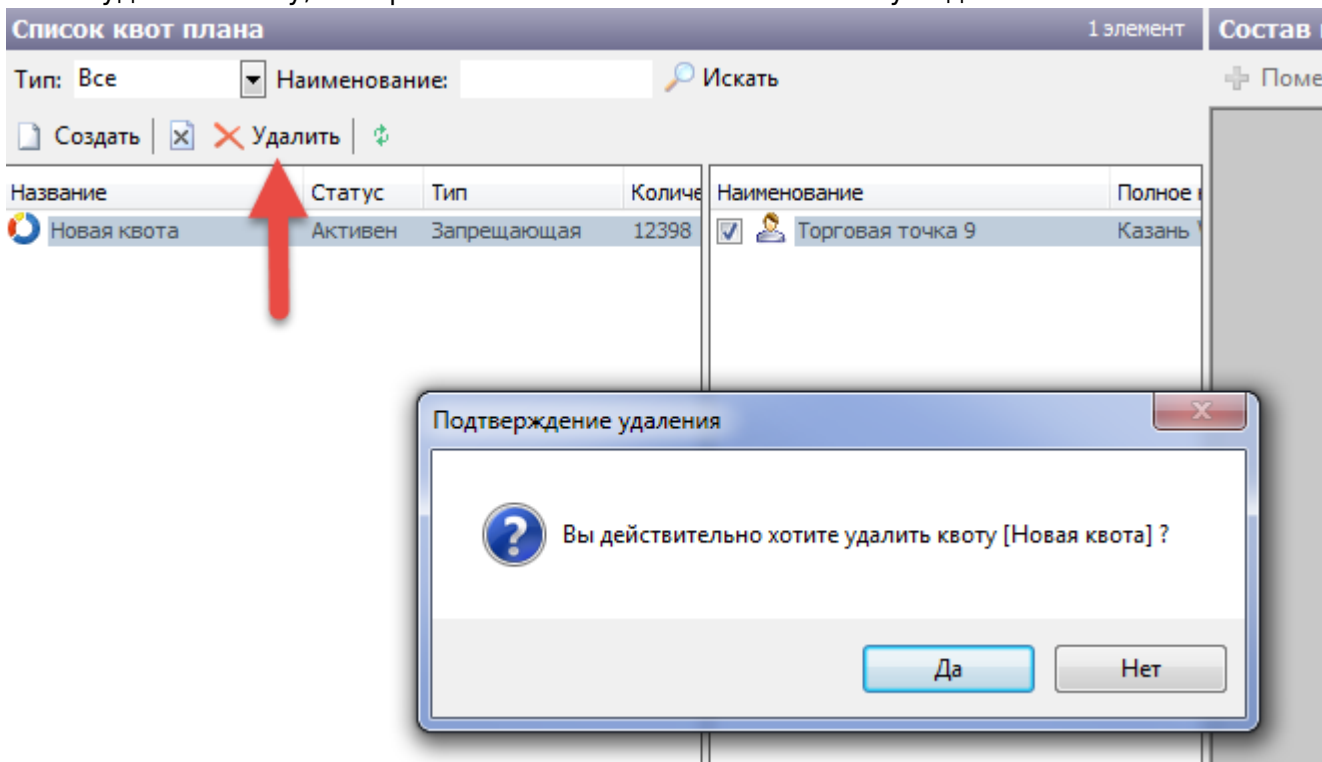 Список квот плана 1 элемент Состав
Тип: Все Наименование: Искать
Создать Удалить
Название Статус Тип Количе Наименование Полное
Новая квота Активен Запрещающая 12398 Торговая точка 9 Казань
Подтверждение удаления
Вы действительно хотите удалить квоту [Новая квота] ?
Да Нет